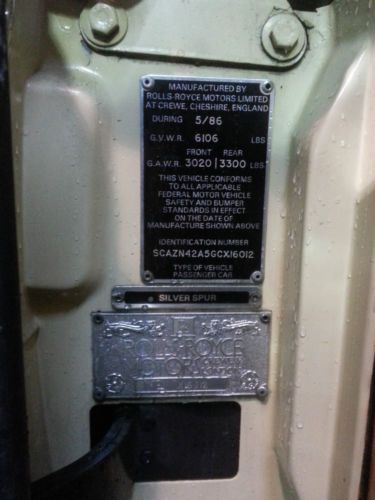 MANUFACTURED BY
ROLLS-ROYCE MOTORS LIMITED
AT CREWE, CHESHIRE, ENGLAND
DURING 5/86
G.V.W.R. 6106 LBS
FRONT REAR
G.A.W.R. 3020 | 3300 LBS
THIS VEHICLE CONFORMS
TO ALL APPLICABLE
FEDERAL MOTOR VEHICLE
SAFETY AND BUMPER
STANDARDS IN EFFECT
ON THE DATE OF
MANUFACTURE SHOWN ABOVE
IDENTIFICATION NUMBER
SCAZN42A5GCX16012
TYPE OF VEHICLE
PASSENGER CAR
SILVER SPUR
ROLLS-ROYCE
MOTORS